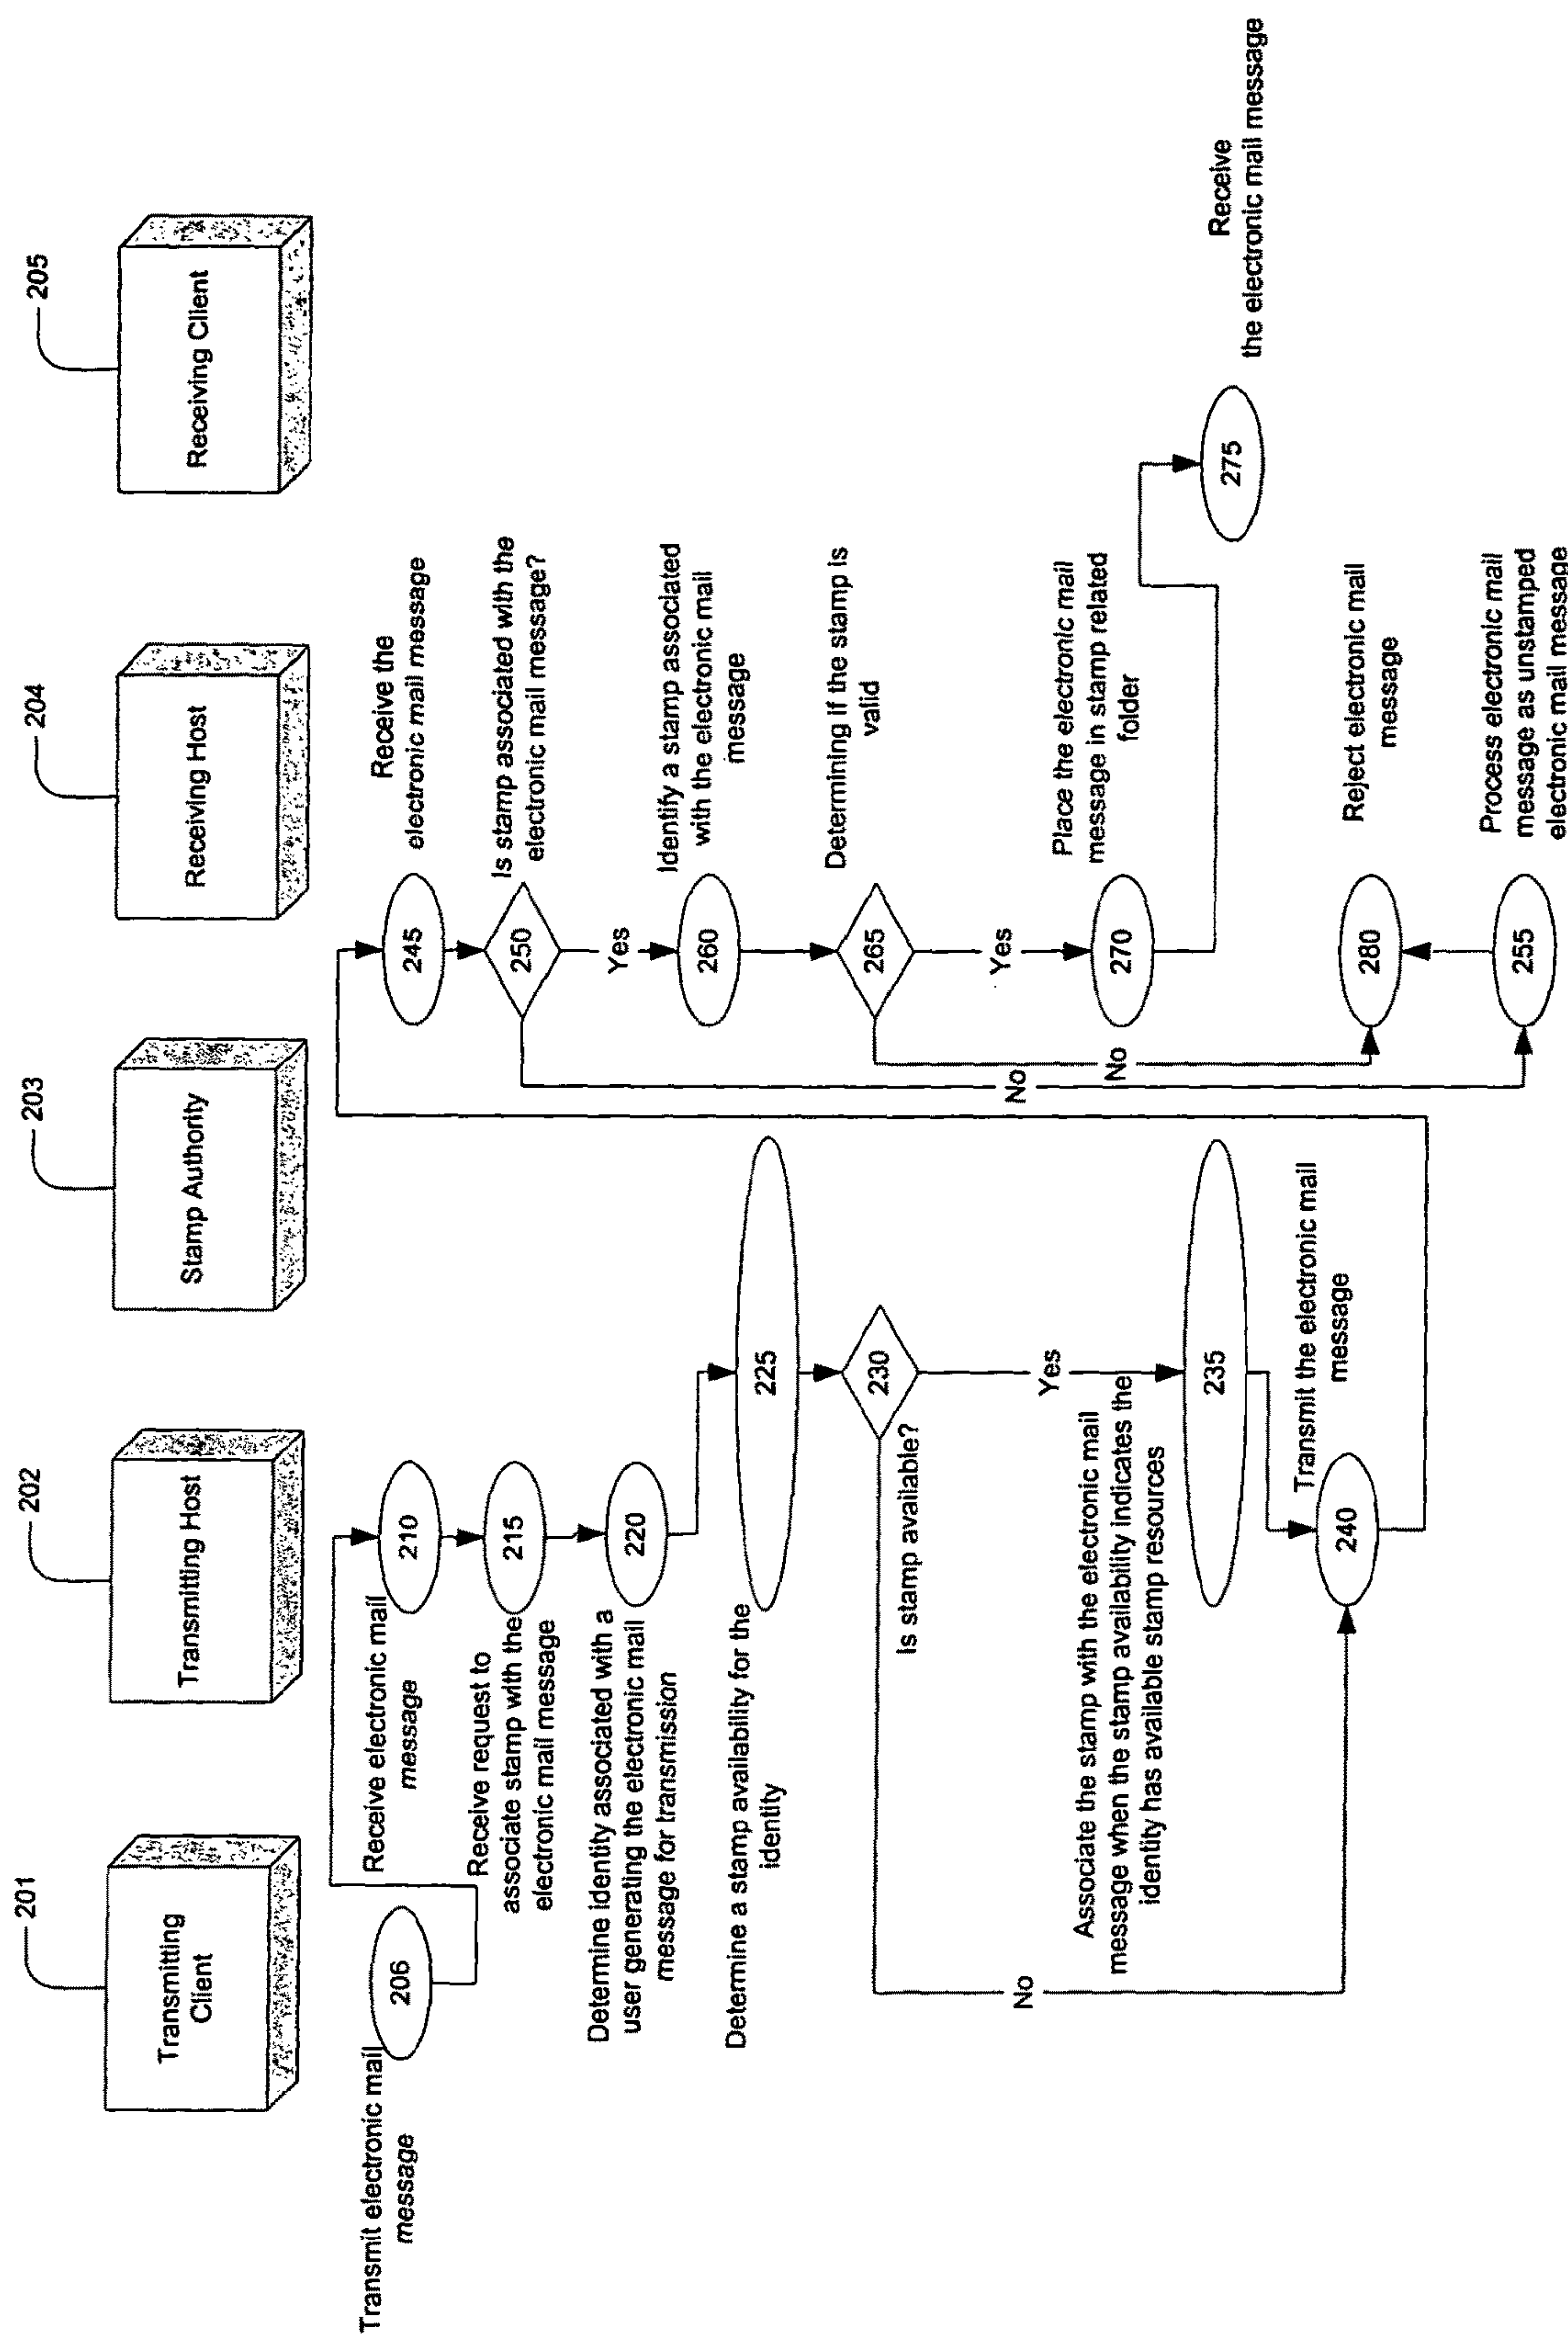 201
202
203
204
205
Transmitting
Client
Transmitting Host
Stamp Authority
Receiving Host
Receiving Client
Transmit electronic mail
message
206
Receive electronic mail
message
210
Receive request to
associate stamp with the
electronic mail message
215
Determine identity associated with a
user generating the electronic mail
message for transmission
220
Determine a stamp availability for the
identity
225
Is stamp available?
230
No
Yes
Associate the stamp with the electronic mail
message when the stamp availability indicates the
identity has available stamp resources
235
Transmit the electronic mail
message
240
Receive the
electronic mail message
245
Is stamp associated with the
electronic mail message?
250
Yes
No
Identify a stamp associated
with the electronic mail
message
260
Determining if the stamp is
valid
265
Yes
No
Place the electronic mail
message in stamp related
folder
270
Receive
the electronic mail message
275
Reject electronic mail
message
280
Process electronic mail
message as unstamped
electronic mail message
255